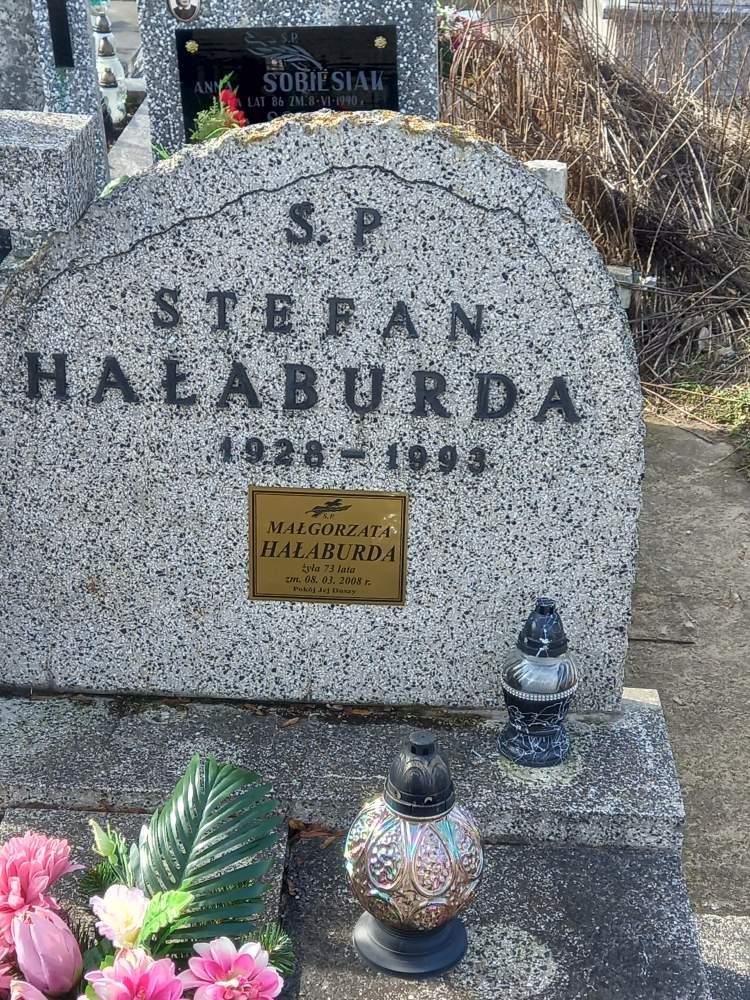 Ś.P.
ANNA SOBIESIAK
LAT 86 ZM. 8.VI.1990
Ś. P
STEFAN
HAŁABURDA
1928 - 1993
Ś.P.
MAŁGORZATA
HAŁABURDA
żyła 73 lata
zm. 08. 03. 2008 r.
Pokój Jej Duszy